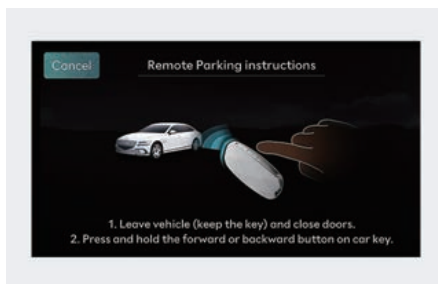 Cancel
Remote Parking instructions
1. Leave vehicle (keep the key) and close doors.
2. Press and hold the forward or backward button on car key.